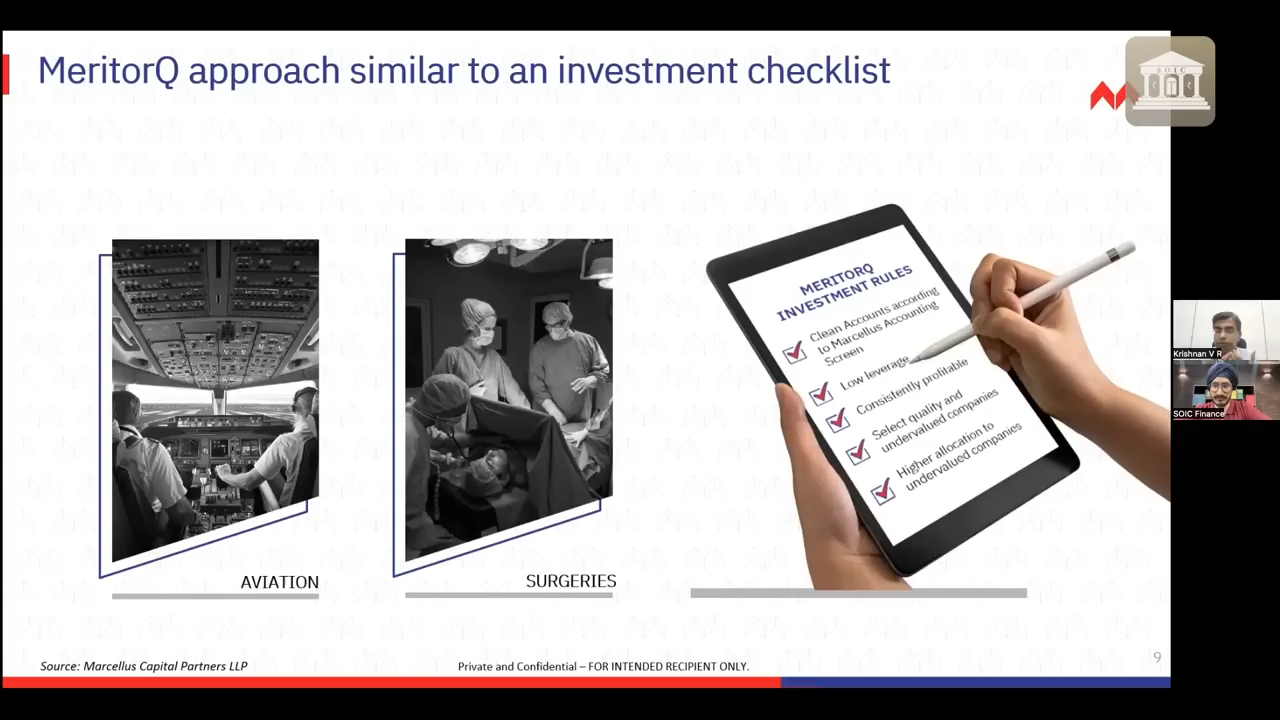 MeritorQ approach similar to an investment checklist
SOIC
MERITORQ
INVESTMENT RULES
Clean Accounts according
to Marcellus Accounting
Screen
Low leverage
Consistently profitable
Select quality and
undervalued companies
Higher allocation to
undervalued companies
Krishnan V R
SOIC Finance
AVIATION
SURGERIES
Source: Marcellus Capital Partners LLP
Private and Confidential – FOR INTENDED RECIPIENT ONLY.
9